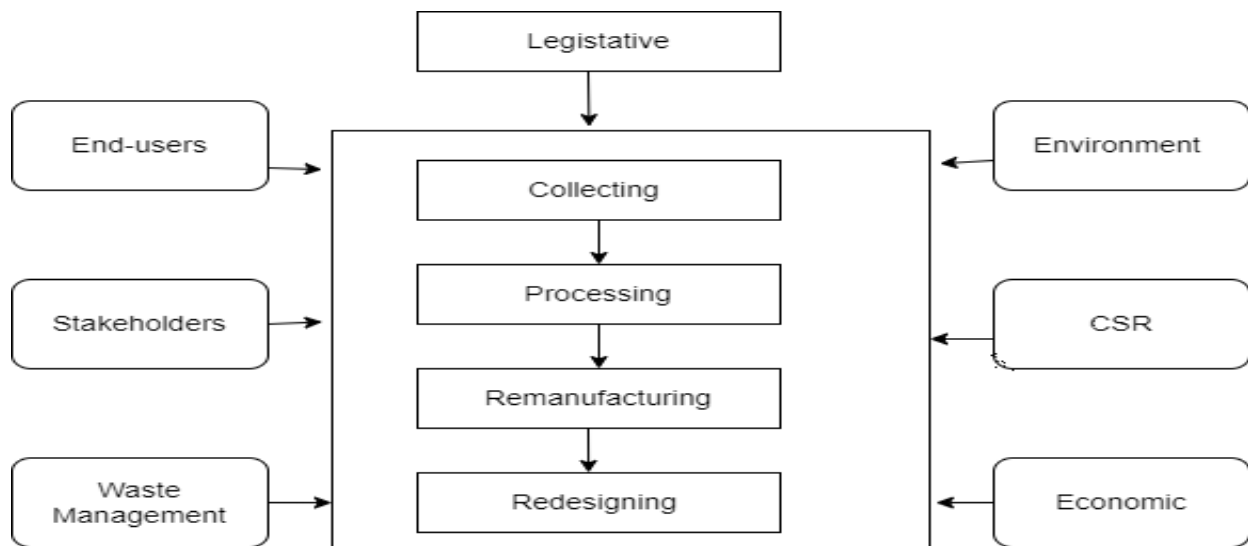 Legistative
End-users
Environment
Collecting
Processing
Stakeholders
CSR
Remanufacturing
Waste
Management
Redesigning
Economic